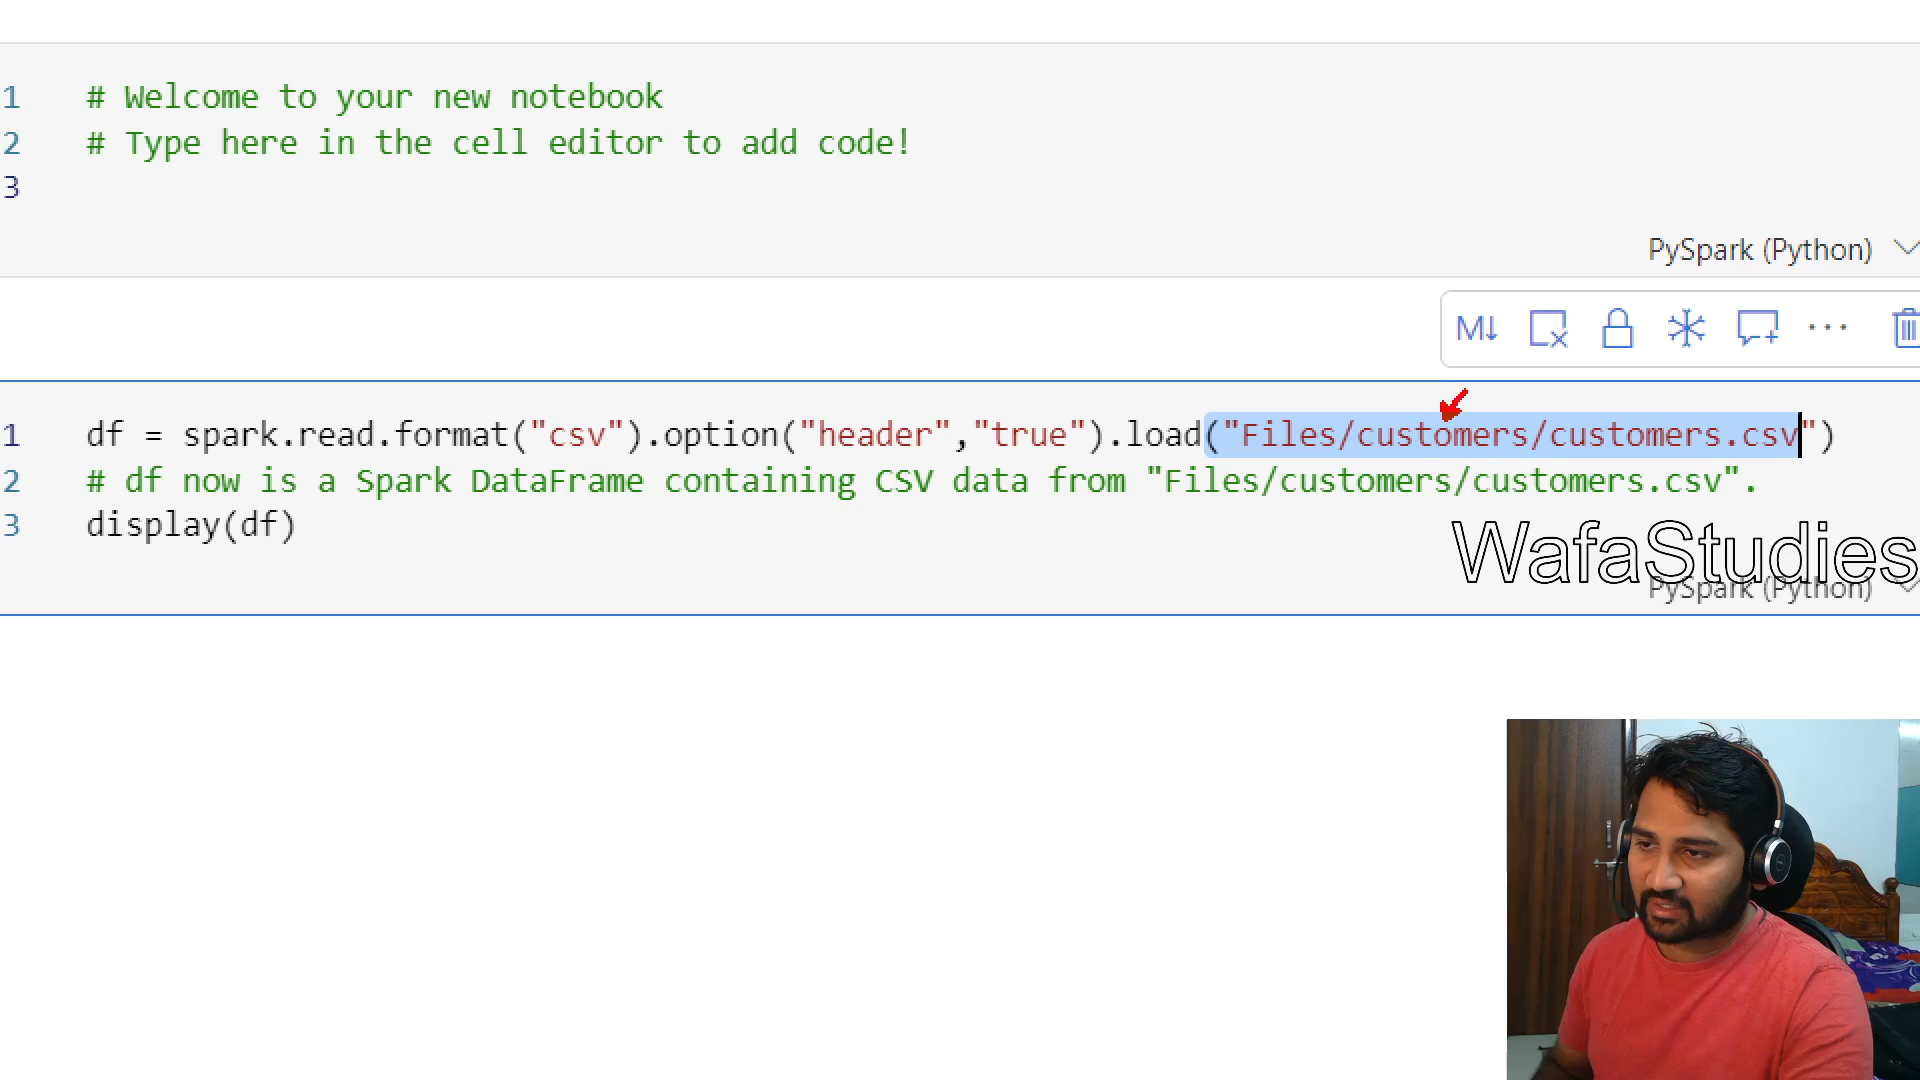 1 # Welcome to your new notebook
2 # Type here in the cell editor to add code!
3
PySpark (Python)
M↓
1 df = spark.read.format("csv").option("header","true").load("Files/customers/customers.csv")
2 # df now is a Spark DataFrame containing CSV data from "Files/customers/customers.csv".
3 display(df)
WafaStudies
PySpark (Python)